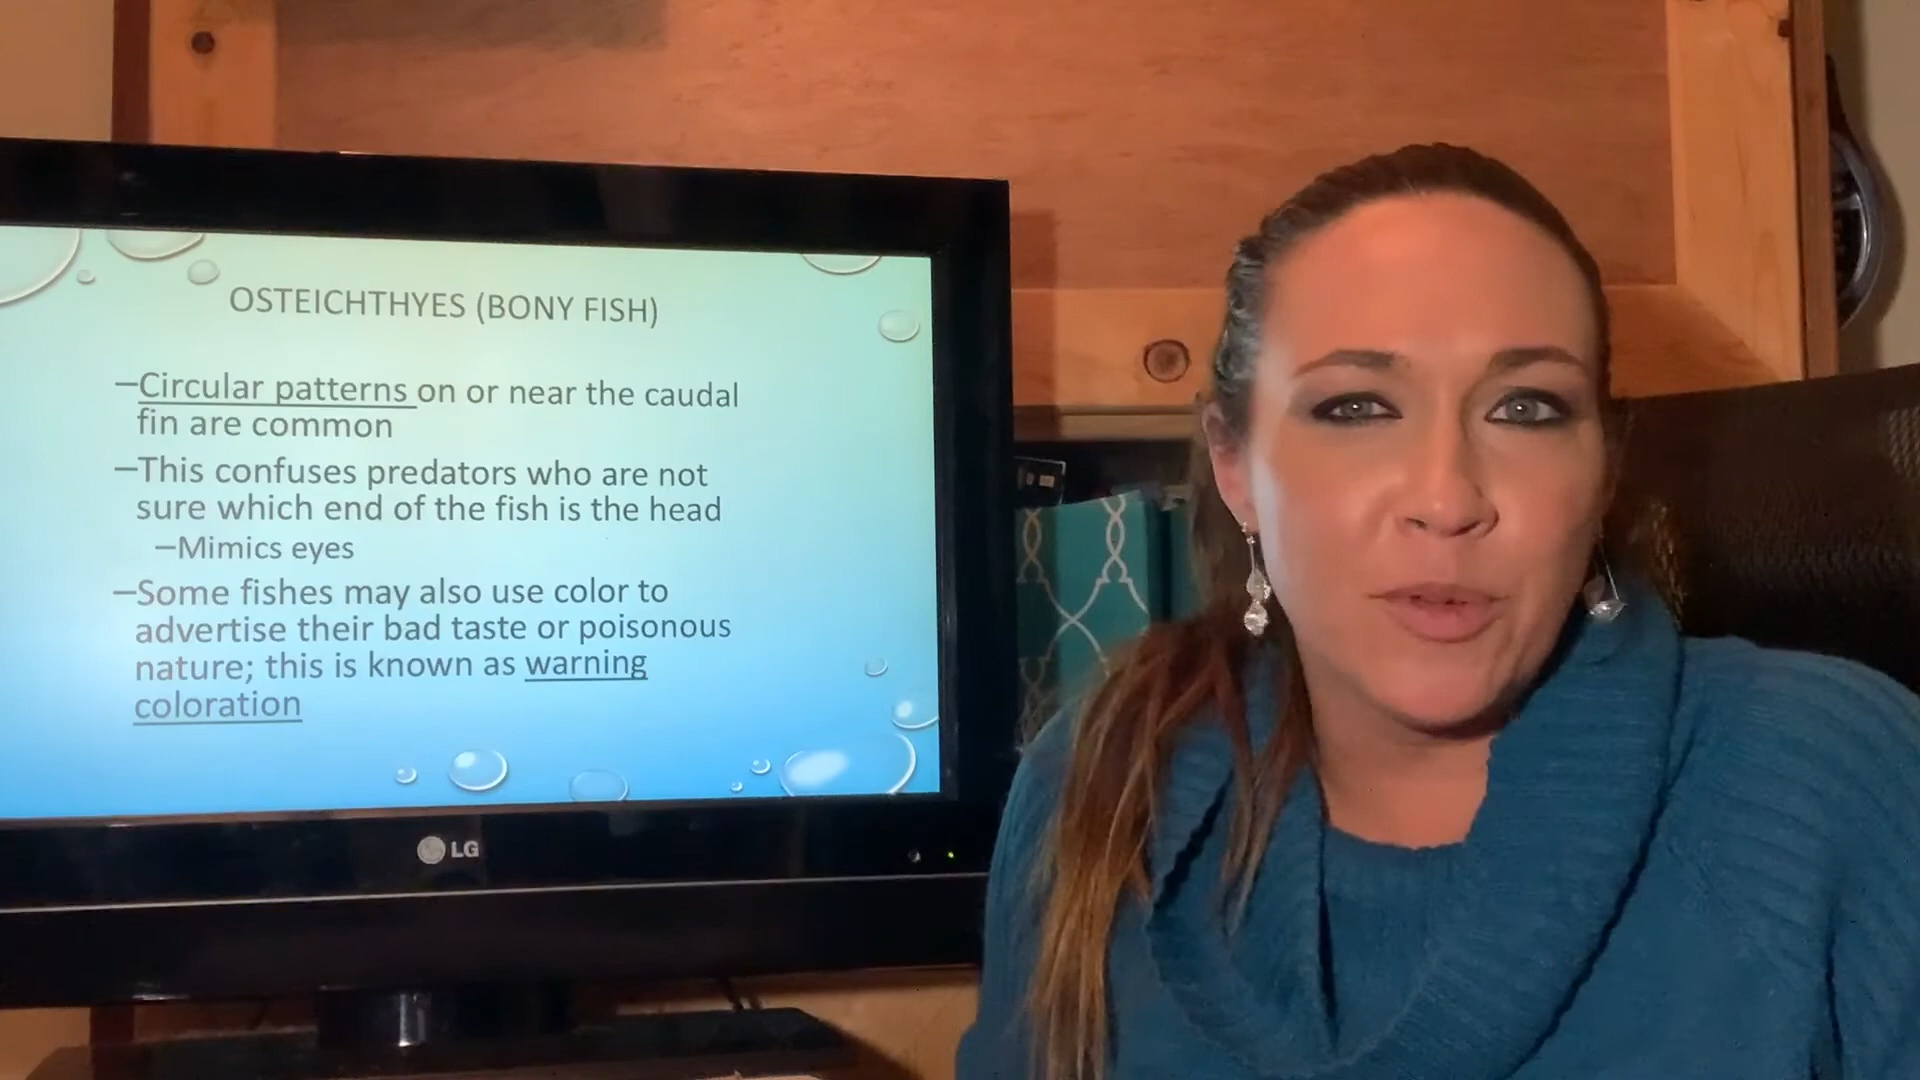 OSTEICHTHYES (BONY FISH)
–Circular patterns on or near the caudal
fin are common
–This confuses predators who are not
sure which end of the fish is the head
–Mimics eyes
–Some fishes may also use color to
advertise their bad taste or poisonous
nature; this is known as warning
coloration
LG